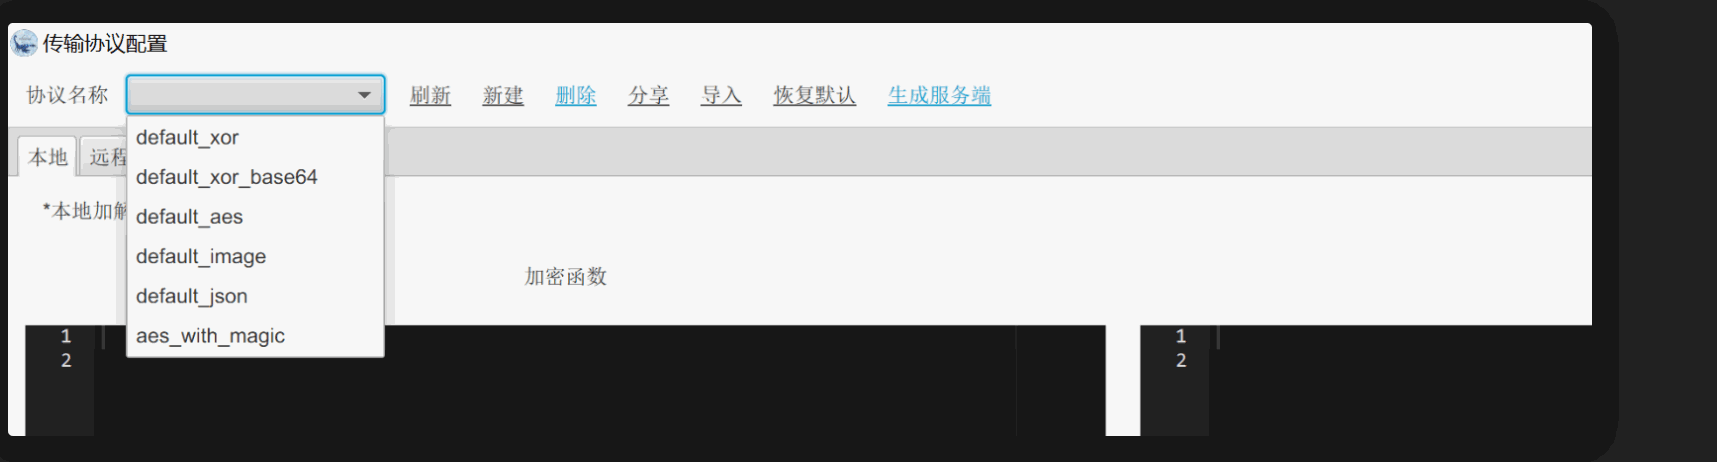 传输协议配置
协议名称 刷新 新建 删除 分享 导入 恢复默认 生成服务端
default_xor
本地 远程
default_xor_base64
*本地加解
default_aes
default_image
加密函数
default_json
aes_with_magic
1 1
2 2